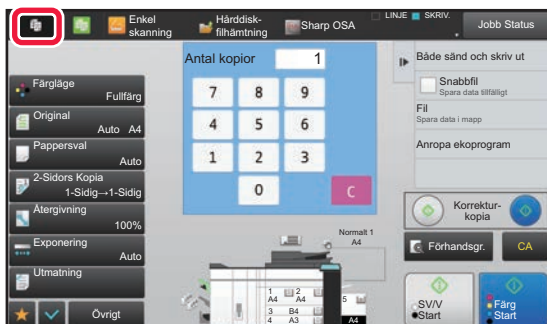 Enkel
skanning
Hårddisk-
filhämtning
Sharp OSA
LINJE
SKRIV.
Jobb Status
Antal kopior
1
Färgläge
Fullfärg
Original
Auto A4
Pappersval
Auto
2-Sidors Kopia
1-Sidig→1-Sidig
Återgivning
100%
Exponering
Auto
Utmatning
Övrigt
7 8 9
4 5 6
1 2 3
0 C
Normalt 1
A4
1 2
A4 A4
3 B4
4 A3
5
A4
Både sänd och skriv ut
Snabbfil
Spara data tillfälligt
Fil
Spara data i mapp
Anropa ekoprogram
Korrektur-
kopia
Förhandsgr.
CA
SV/V
Start
Färg
Start